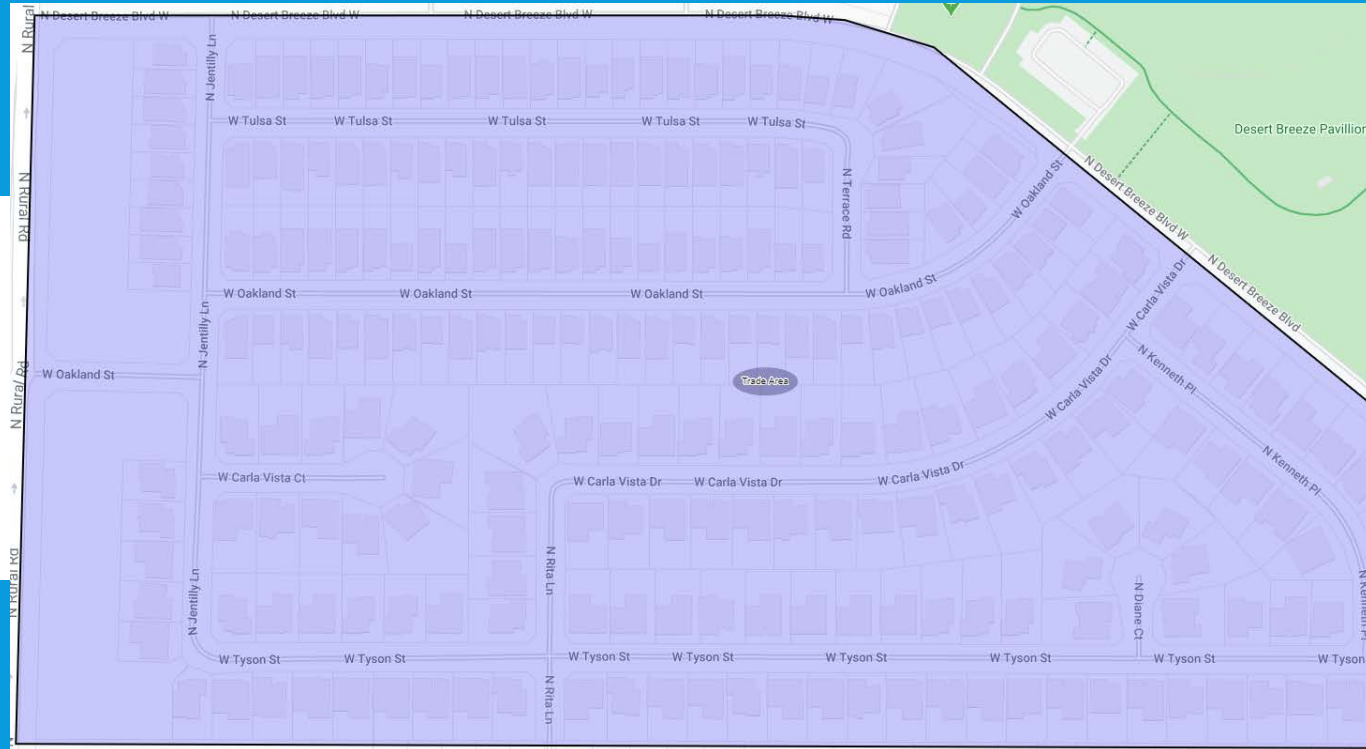 N Desert Breeze Blvd W
N Desert Breeze Blvd W
N Desert Breeze Blvd W
N Desert Breeze Blvd W
N Rural
N Jentilly Ln
W Tulsa St
W Tulsa St
W Tulsa St
W Tulsa St
W Tulsa St
Desert Breeze Pavillion
N Rural Rd
N Terrace Rd
W Oakland St
N Desert Breeze Blvd W
W Oakland St
W Oakland St
W Oakland St
W Oakland St
W Carla Vista Dr
N Desert Breeze Blvd
N Jentilly Ln
W Oakland St
N Rural Rd
Trade Area
W Carla Vista Dr
N Kenneth Pl
W Carla Vista Ct
W Carla Vista Dr
W Carla Vista Dr
W Carla Vista Dr
N Kenneth Pl
N Rural Rd
N Jentilly Ln
N Rita Ln
N Diane Ct
N Kenneth Pl
W Tyson St
W Tyson St
W Tyson St
W Tyson St
W Tyson St
W Tyson St
W Tyson St
W Tyson
N Rita Ln